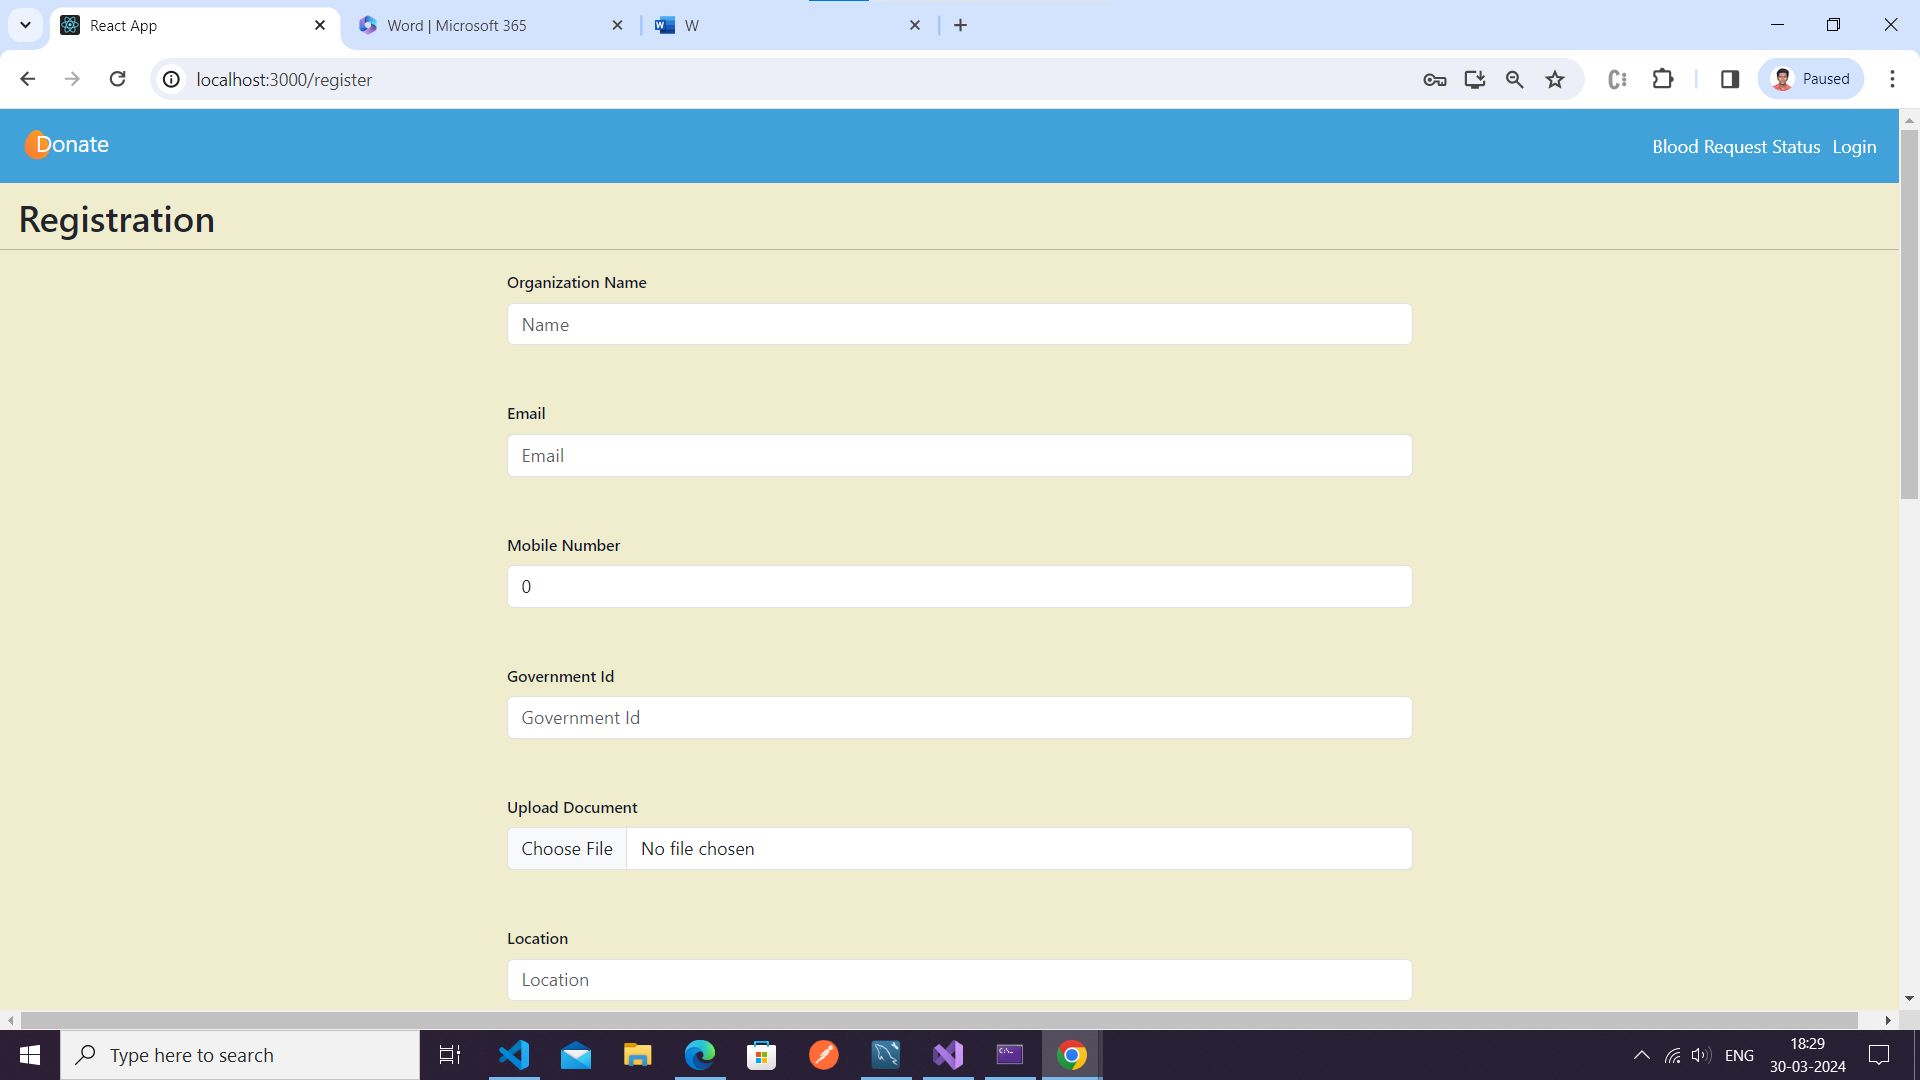 React App
Word | Microsoft 365
W
localhost:3000/register
Paused
Donate
Blood Request Status Login
Registration
Organization Name
Name
Email
Email
Mobile Number
0
Government Id
Government Id
Upload Document
Choose File No file chosen
Location
Location
Type here to search
ENG
18:29
30-03-2024